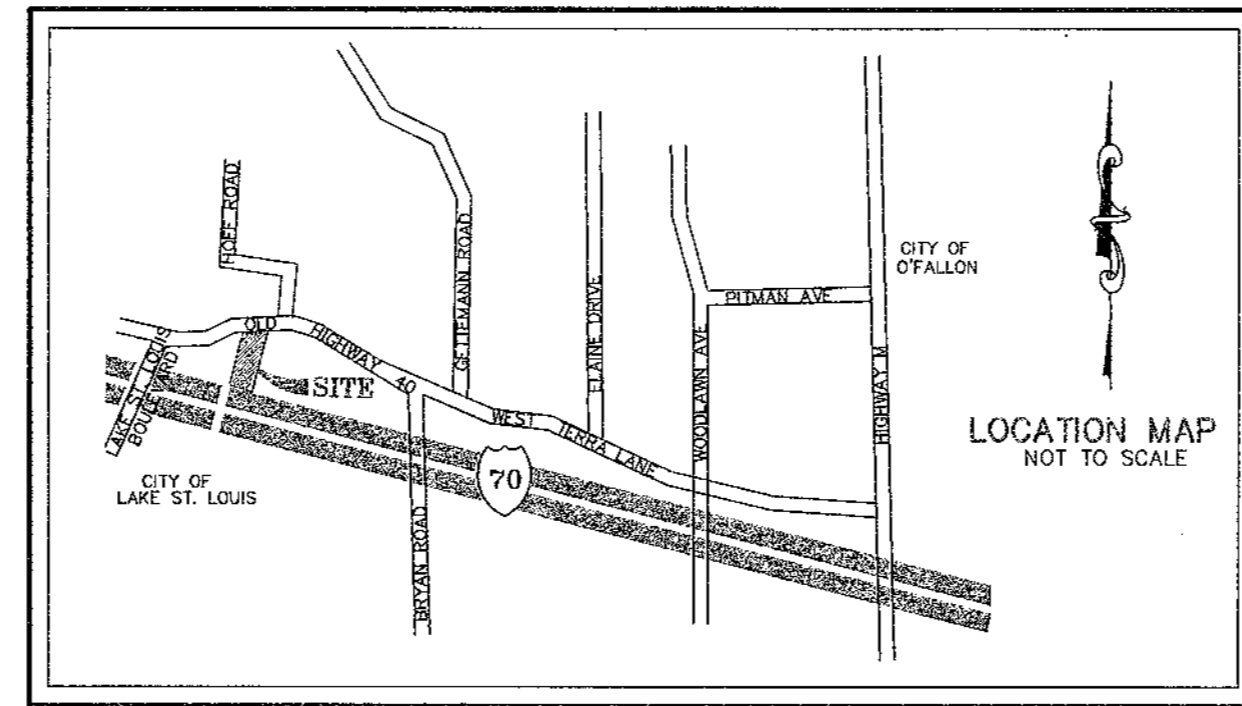 HOFF ROAD
GETTEMANN ROAD
ELAINE DRIVE
WOODLAWN AVE
PITMAN AVE
HIGHWAY M
CITY OF
O'FALLON
OLD HIGHWAY 40
LAKE ST. LOUIS
BOULEVARD
SITE
WEST TERRA LANE
70
BRYAN ROAD
CITY OF
LAKE ST. LOUIS
LOCATION MAP
NOT TO SCALE